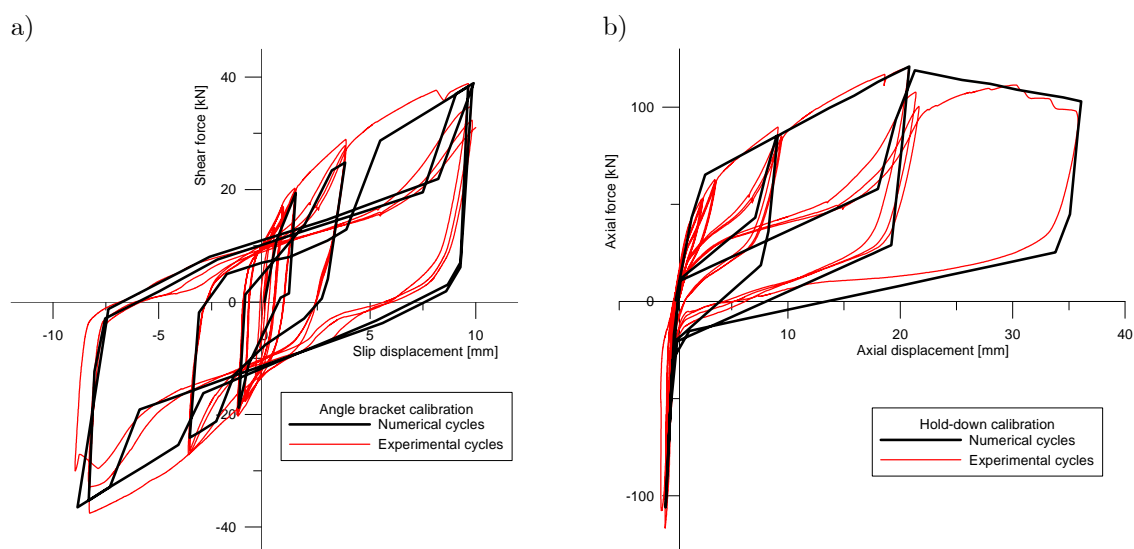 a)
b)
40
20
0
-20
-40
-10
-5
5
10
Shear force [kN]
Slip displacement [mm]
Angle bracket calibration
Numerical cycles
Experimental cycles
100
0
-100
0
10
20
30
40
Axial force [kN]
Axial displacement [mm]
Hold-down calibration
Numerical cycles
Experimental cycles